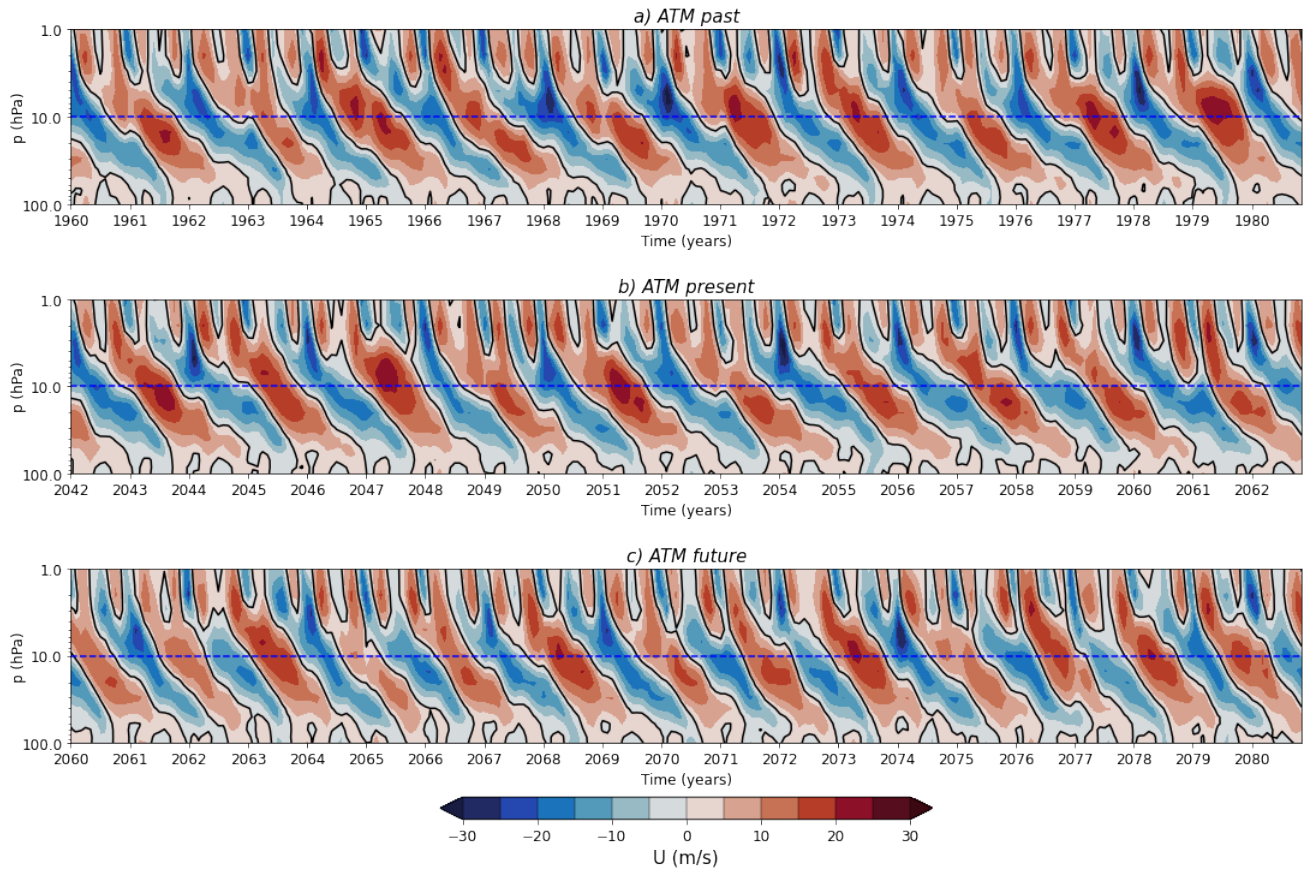 a) ATM past
1.0
10.0
100.0
p (hPa)
1960 1961 1962 1963 1964 1965 1966 1967 1968 1969 1970 1971 1972 1973 1974 1975 1976 1977 1978 1979 1980
Time (years)
b) ATM present
1.0
10.0
100.0
p (hPa)
2042 2043 2044 2045 2046 2047 2048 2049 2050 2051 2052 2053 2054 2055 2056 2057 2058 2059 2060 2061 2062
Time (years)
c) ATM future
1.0
10.0
100.0
p (hPa)
2060 2061 2062 2063 2064 2065 2066 2067 2068 2069 2070 2071 2072 2073 2074 2075 2076 2077 2078 2079 2080
Time (years)
−30 −20 −10 0 10 20 30
U (m/s)